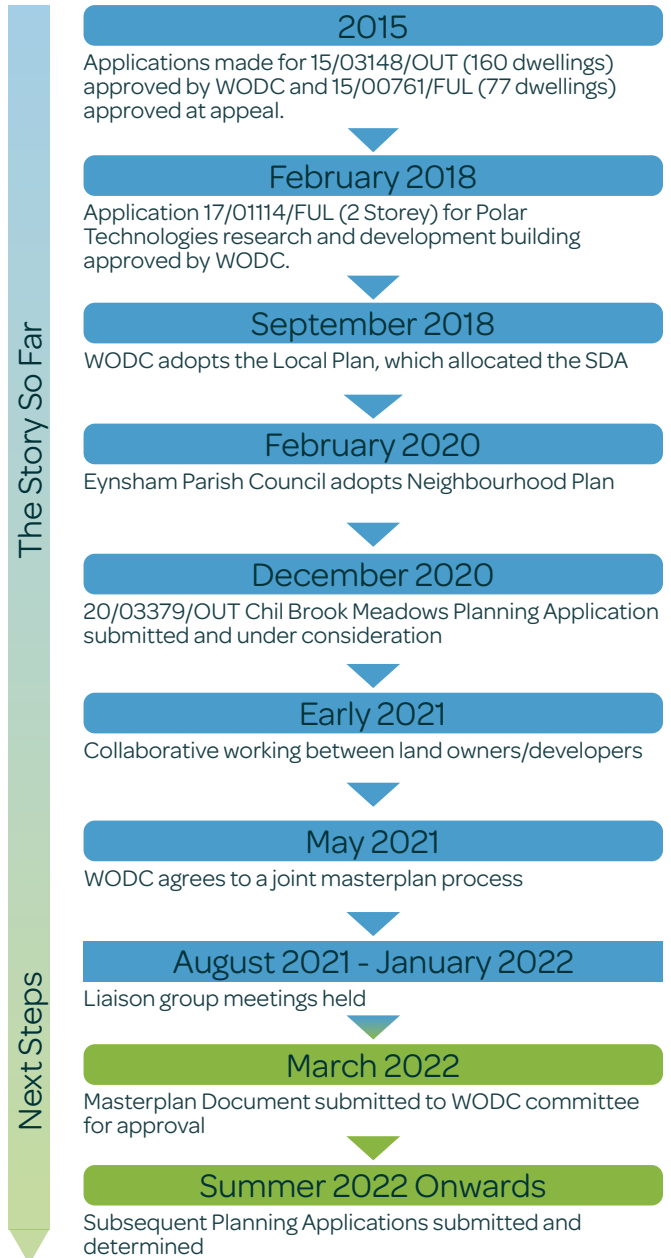 The Story So Far
2015
Applications made for 15/03148/OUT (160 dwellings)
approved by WODC and 15/00761/FUL (77 dwellings)
approved at appeal.
February 2018
Application 17/01114/FUL (2 Storey) for Polar
Technologies research and development building
approved by WODC.
September 2018
WODC adopts the Local Plan, which allocated the SDA
February 2020
Eynsham Parish Council adopts Neighbourhood Plan
December 2020
20/03379/OUT Chil Brook Meadows Planning Application
submitted and under consideration
Early 2021
Collaborative working between land owners/developers
May 2021
WODC agrees to a joint masterplan process
August 2021 - January 2022
Liaison group meetings held
Next Steps
March 2022
Masterplan Document submitted to WODC committee
for approval
Summer 2022 Onwards
Subsequent Planning Applications submitted and
determined